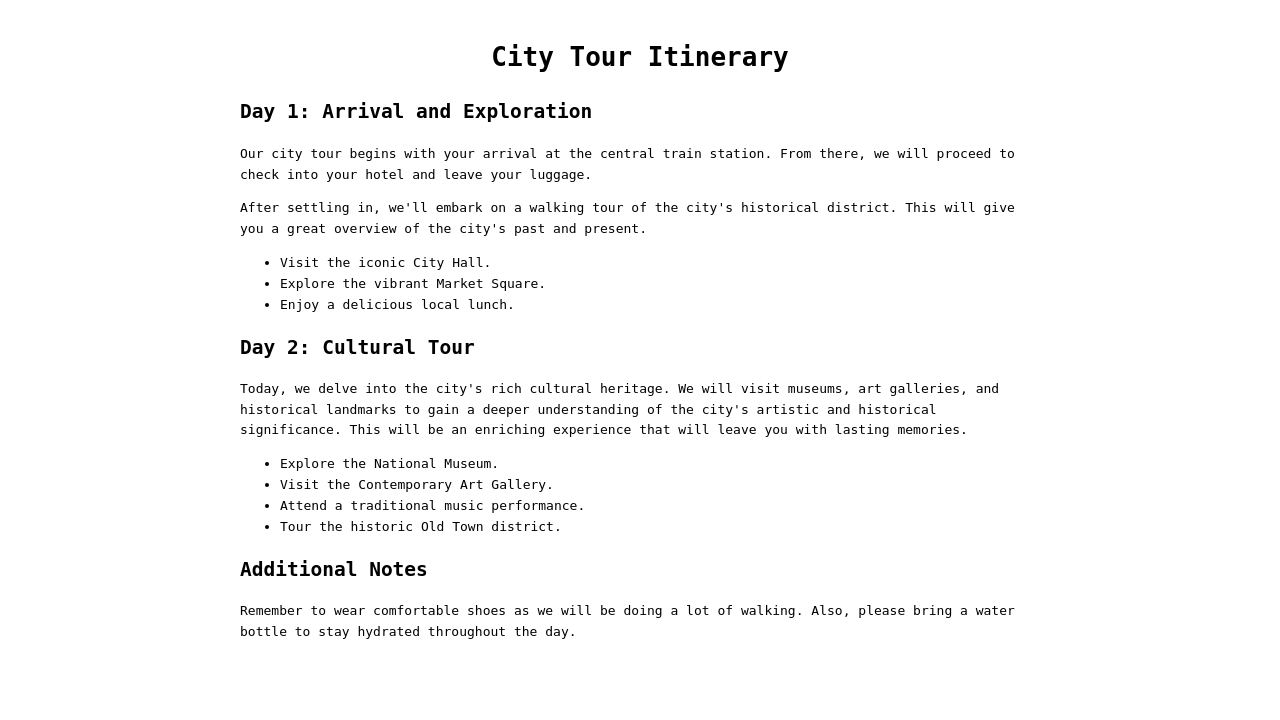 City Tour Itinerary
Day 1: Arrival and Exploration
Our city tour begins with your arrival at the central train station. From there, we will proceed to
check into your hotel and leave your luggage.
After settling in, we'll embark on a walking tour of the city's historical district. This will give
you a great overview of the city's past and present.
• Visit the iconic City Hall.
• Explore the vibrant Market Square.
• Enjoy a delicious local lunch.
Day 2: Cultural Tour
Today, we delve into the city's rich cultural heritage. We will visit museums, art galleries, and
historical landmarks to gain a deeper understanding of the city's artistic and historical
significance. This will be an enriching experience that will leave you with lasting memories.
• Explore the National Museum.
• Visit the Contemporary Art Gallery.
• Attend a traditional music performance.
• Tour the historic Old Town district.
Additional Notes
Remember to wear comfortable shoes as we will be doing a lot of walking. Also, please bring a water
bottle to stay hydrated throughout the day.